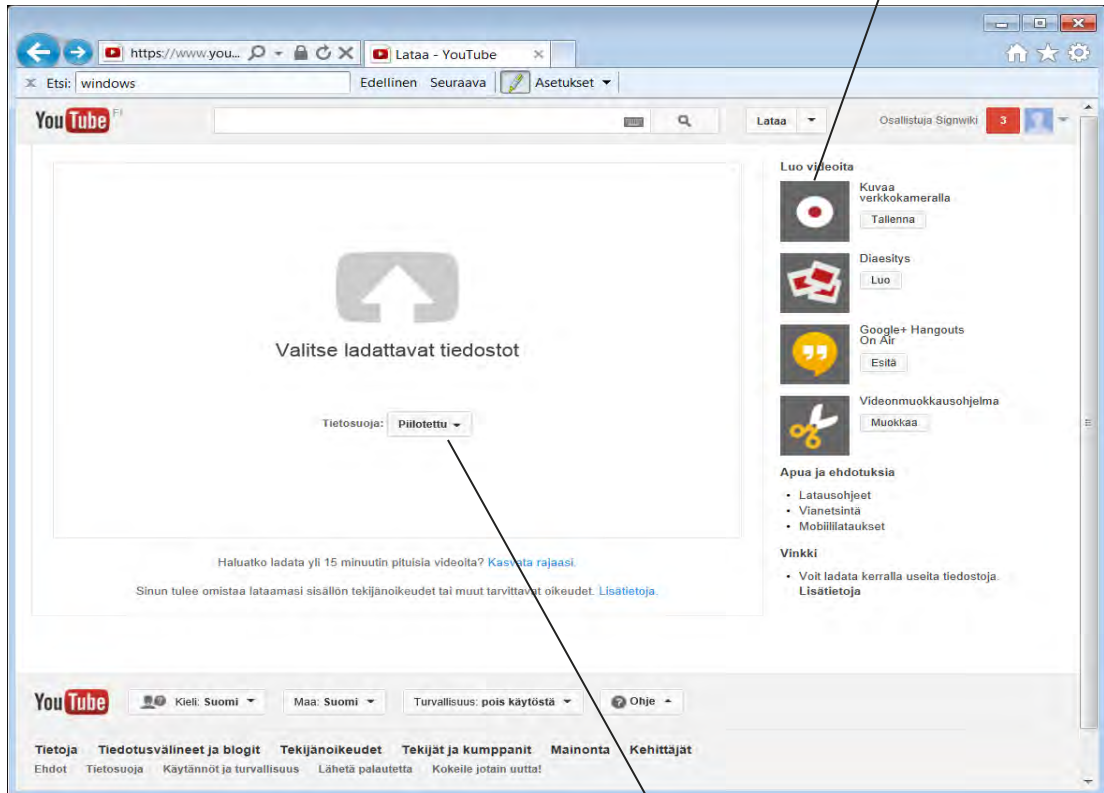 https://www.you...
Lataa - YouTube
Etsi: windows
Edellinen Seuraava Asetukset
YouTube FI
Lataa
Osallistuja Signwiki
3
Valitse ladattavat tiedostot
Tietosuoja: Piilotettu
Haluatko ladata yli 15 minuutin pituisia videoita? Kasvata rajaasi.
Sinun tulee omistaa lataamasi sisällön tekijänoikeudet tai muut tarvittavat oikeudet. Lisätietoja.
Luo videoita
Kuvaa
verkkokameralla
Tallenna
Diaesitys
Luo
Google+ Hangouts
On Air
Esitä
Videonmuokkausohjelma
Muokkaa
Apua ja ehdotuksia
• Latausohjeet
• Vianetsintä
• Mobiililataukset
Vinkki
• Voit ladata kerralla useita tiedostoja.
Lisätietoja
YouTube
Kieli: Suomi
Maa: Suomi
Turvallisuus: pois käytöstä
Ohje
Tietoja Tiedotusvälineet ja blogit Tekijänoikeudet Tekijät ja kumppanit Mainonta Kehittäjät
Ehdot Tietosuoja Käytännöt ja turvallisuus Lähetä palautetta Kokeile jotain uutta!